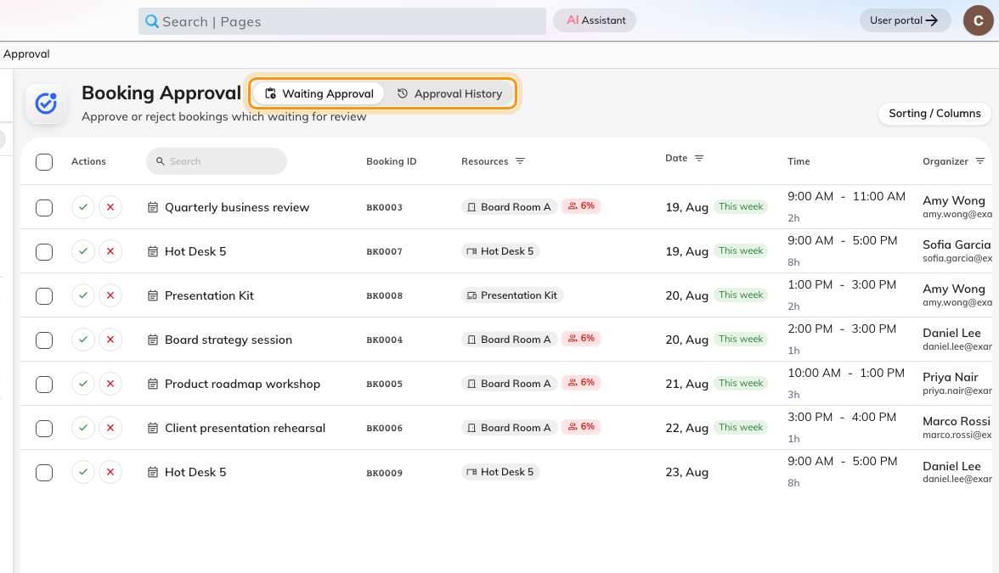 Search | Pages
AI Assistant
User portal
C
Approval
Booking Approval
Waiting Approval
Approval History
Approve or reject bookings which waiting for review
Sorting / Columns
Actions Search Booking ID Resources Date Time Organizer
Quarterly business review BK0003 Board Room A 6% 19, Aug This week 9:00 AM - 11:00 AM Amy Wong
2h amy.wong@exa
Hot Desk 5 BK0007 Hot Desk 5 19, Aug This week 9:00 AM - 5:00 PM Sofia Garcia
8h sofia.garcia@ex
Presentation Kit BK0008 Presentation Kit 20, Aug This week 1:00 PM - 3:00 PM Amy Wong
2h amy.wong@exa
Board strategy session BK0004 Board Room A 6% 20, Aug This week 2:00 PM - 3:00 PM Daniel Lee
1h daniel.lee@exar
Product roadmap workshop BK0005 Board Room A 6% 21, Aug This week 10:00 AM - 1:00 PM Priya Nair
3h priya.nair@exar
Client presentation rehearsal BK0006 Board Room A 6% 22, Aug This week 3:00 PM - 4:00 PM Marco Rossi
1h marco.rossi@ex
Hot Desk 5 BK0009 Hot Desk 5 23, Aug 9:00 AM - 5:00 PM Daniel Lee
8h daniel.lee@exar